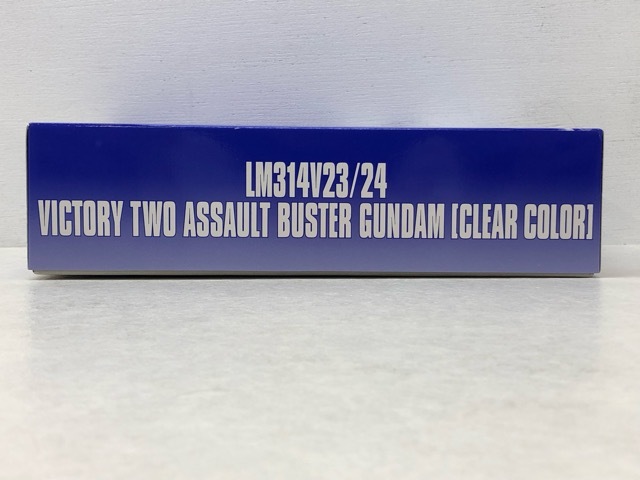 LM314V23/24
VICTORY TWO ASSAULT BUSTER GUNDAM [CLEAR COLOR]